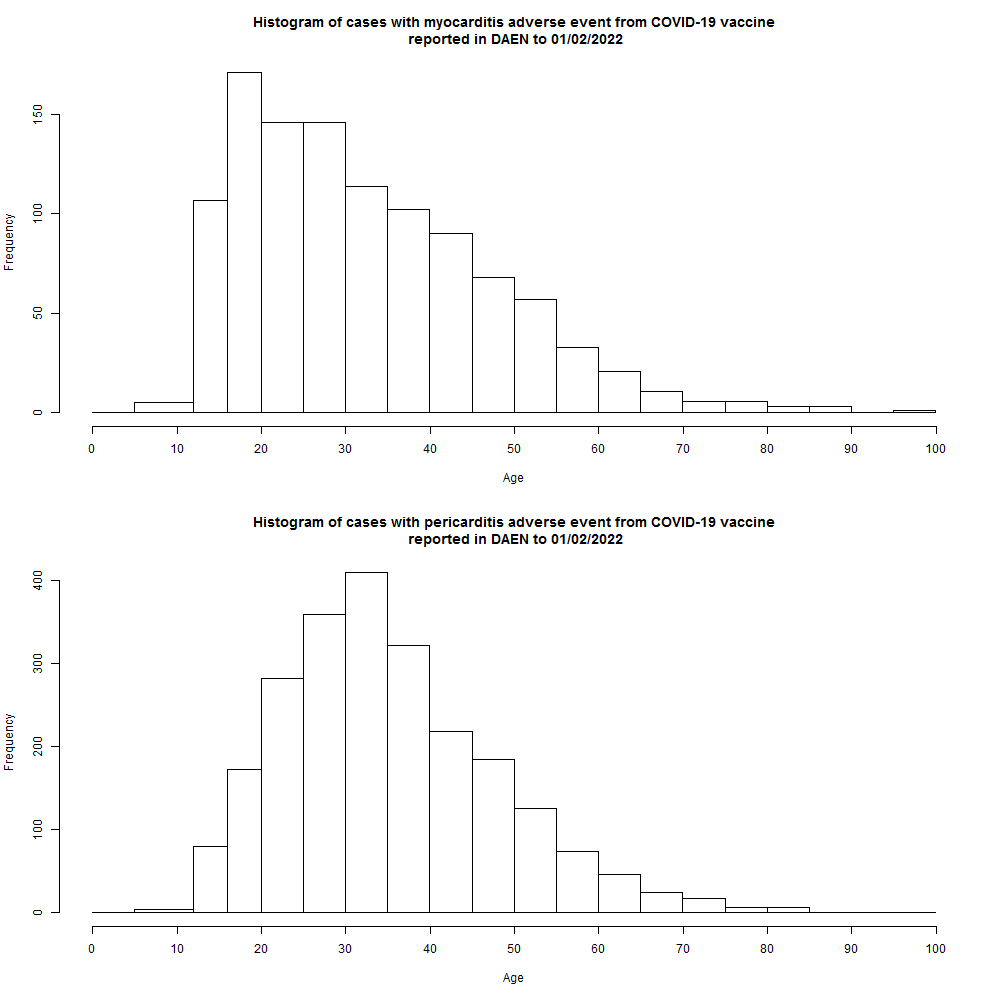 Histogram of cases with myocarditis adverse event from COVID-19 vaccine
reported in DAEN to 01/02/2022
Frequency
150
100
50
0
0 10 20 30 40 50 60 70 80 90 100
Age
Histogram of cases with pericarditis adverse event from COVID-19 vaccine
reported in DAEN to 01/02/2022
Frequency
400
300
200
100
0
0 10 20 30 40 50 60 70 80 90 100
Age